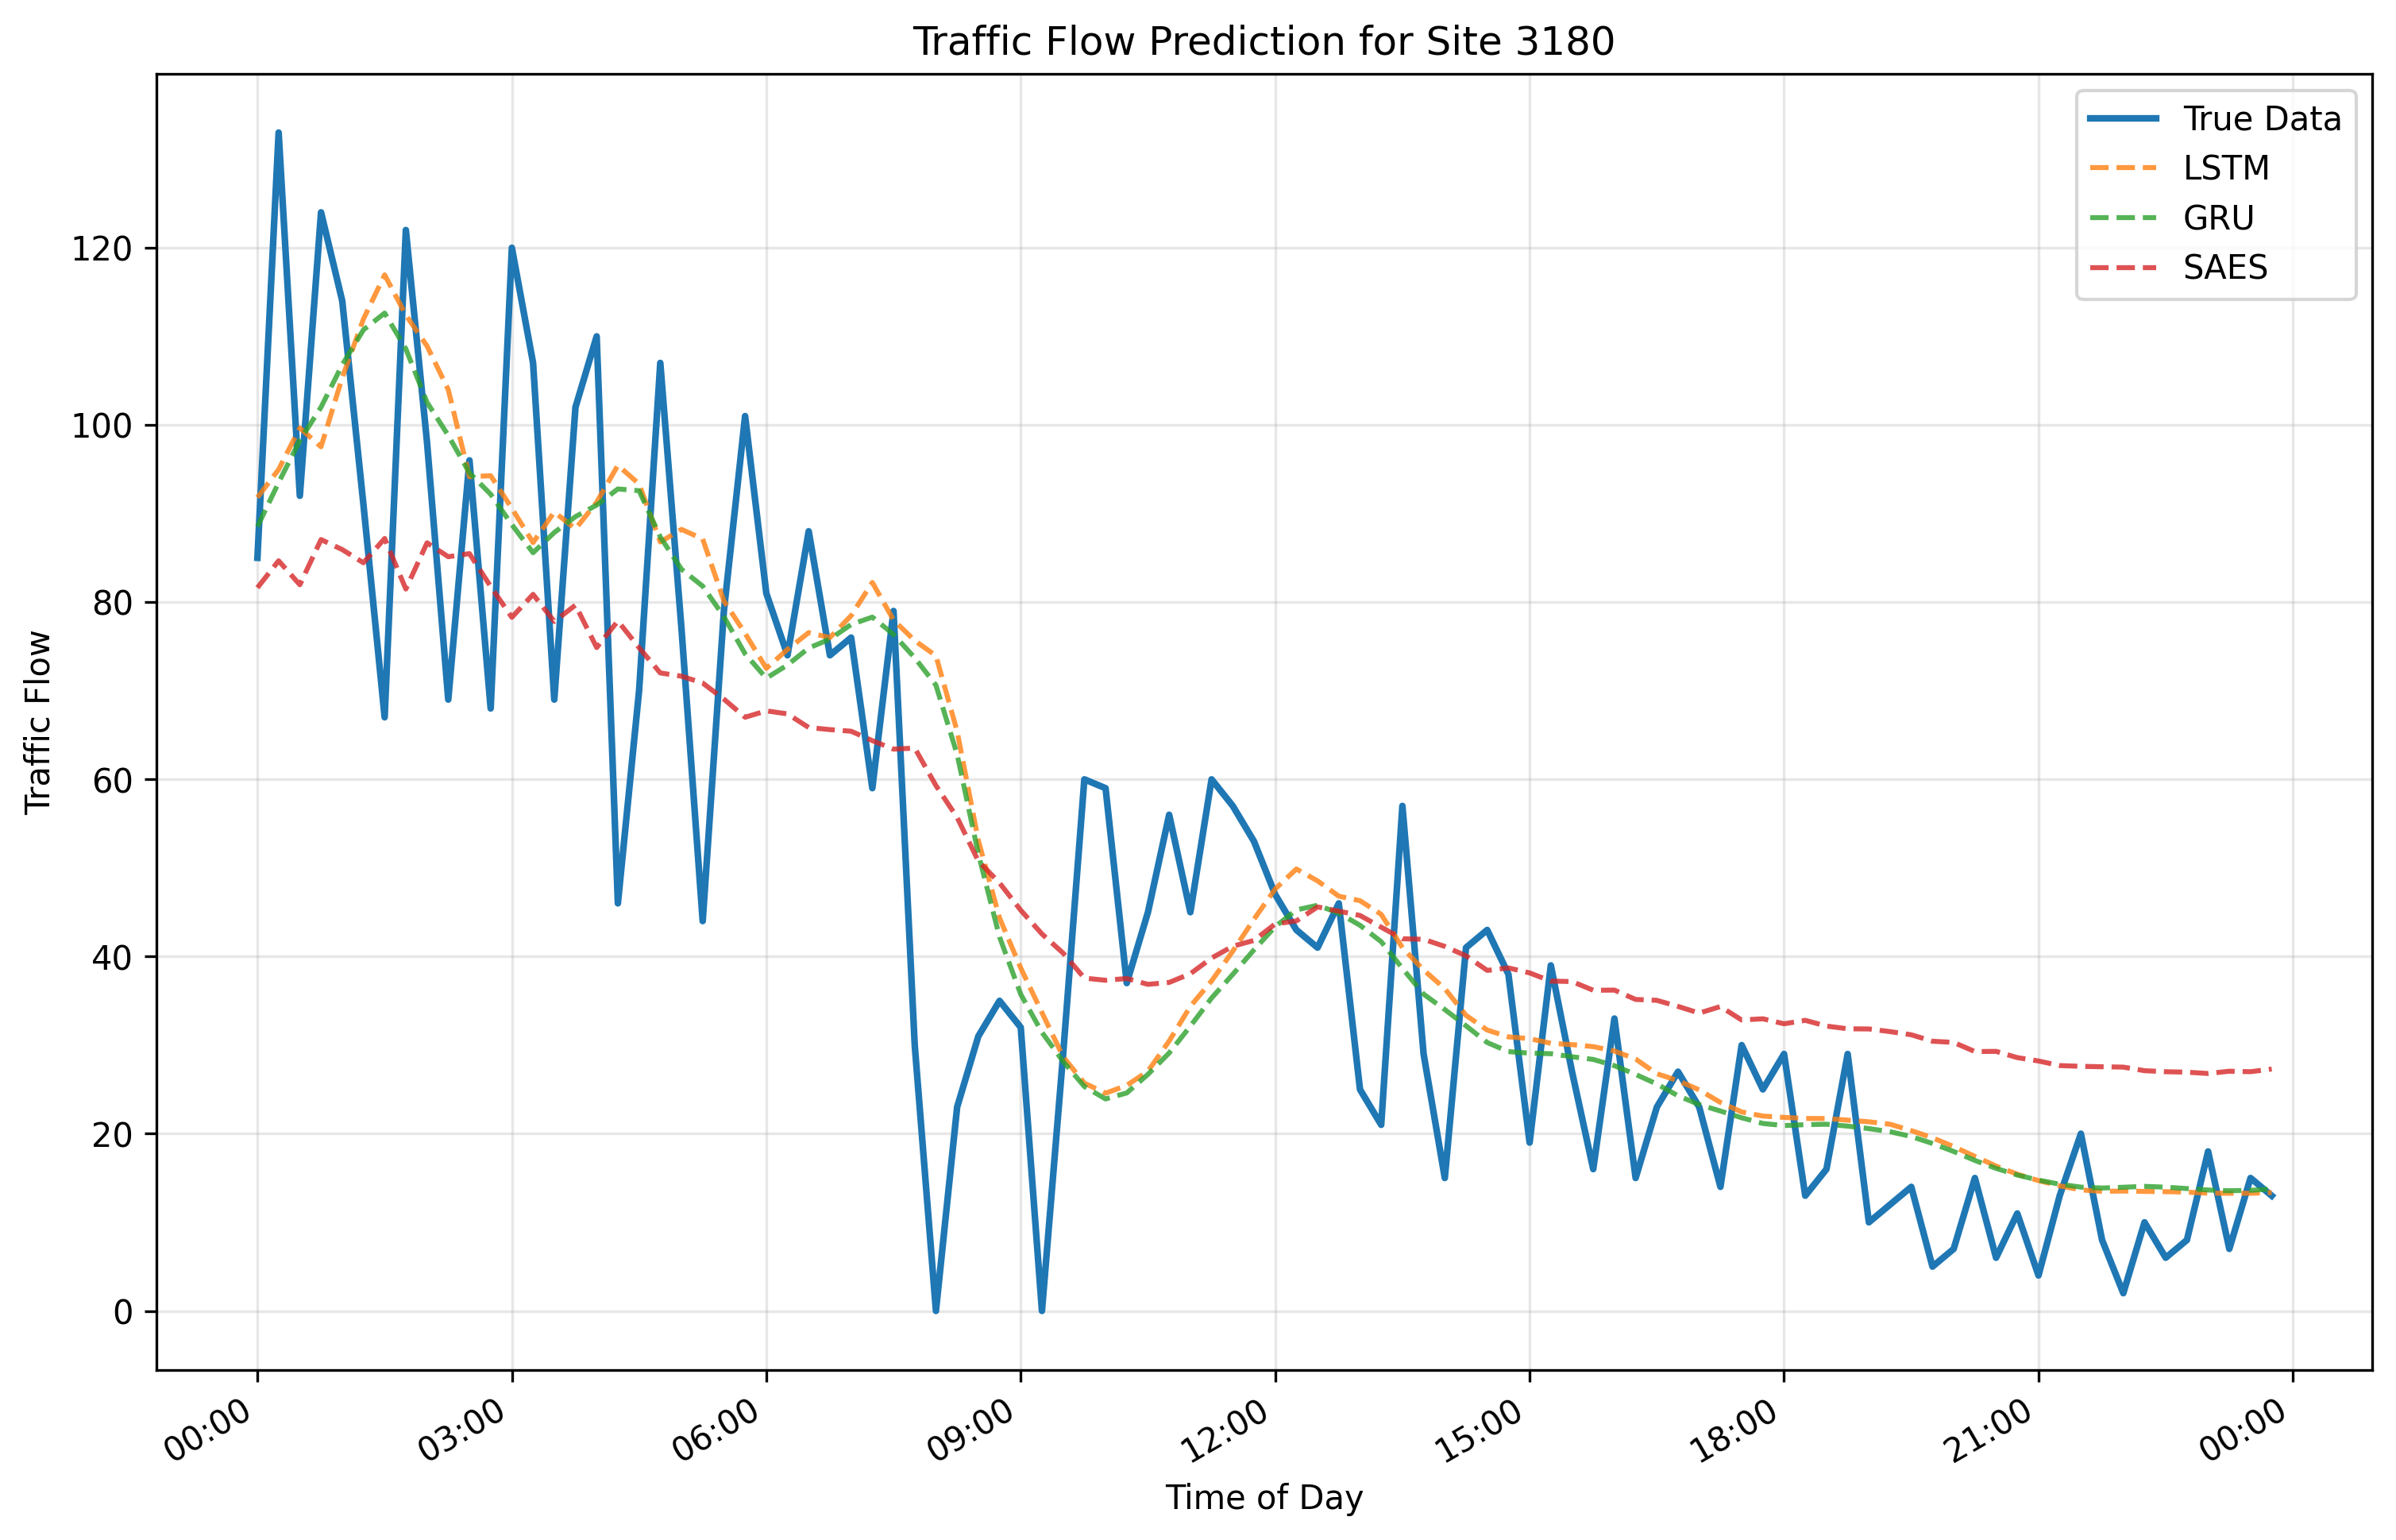 Traffic Flow Prediction for Site 3180
True Data
LSTM
GRU
SAES
Traffic Flow
120
100
80
60
40
20
0
00:00
03:00
06:00
09:00
12:00
15:00
18:00
21:00
00:00
Time of Day